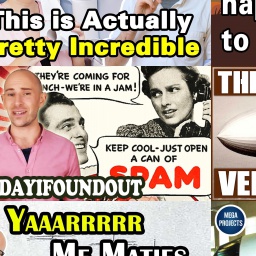 This is Actually
Pretty Incredible
hap
to
THEY'RE COMING FOR
LUNCH-WE'RE IN A JAM!
KEEP COOL-JUST OPEN
A CAN OF
SPAM
DAYIFOUNDOUT
THE
VE
YAAARRRRR
ME MATIES
MEGA
PROJECTS